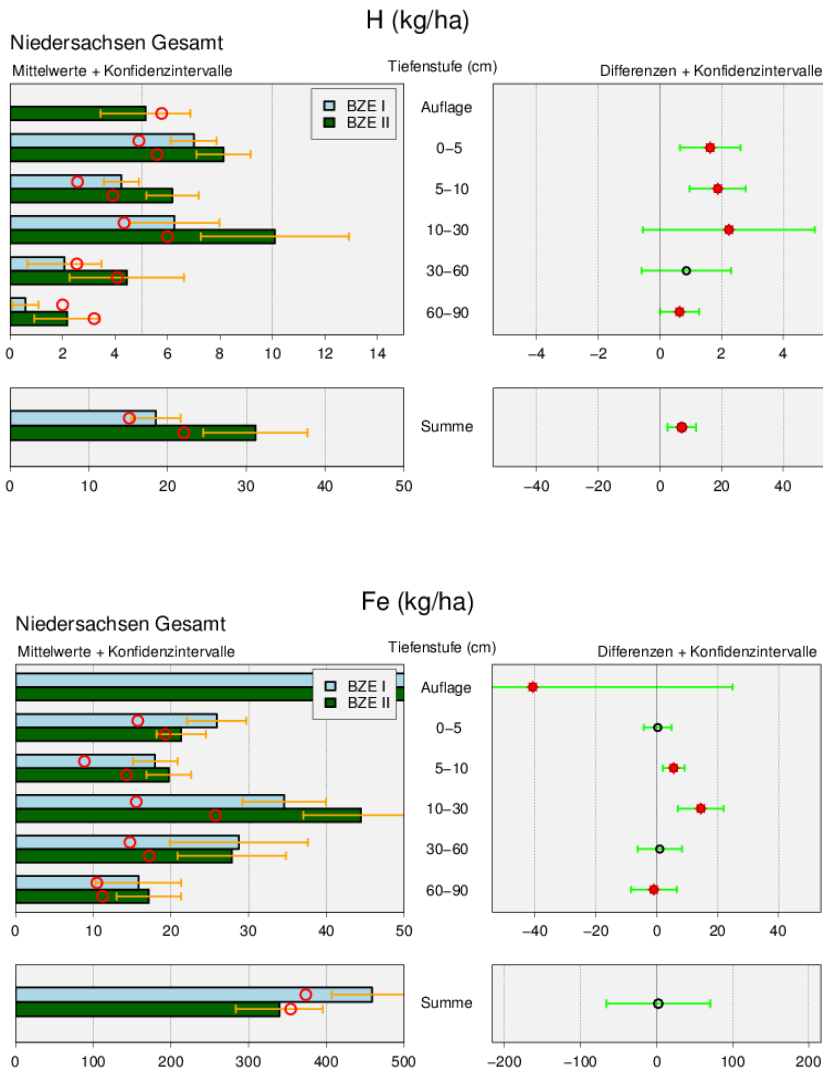 H (kg/ha)
Niedersachsen Gesamt
Mittelwerte + Konfidenzintervalle
Tiefenstufe (cm)
Differenzen + Konfidenzintervalle
BZE I
BZE II
Auflage
0−5
5−10
10−30
30−60
60−90
0 2 4 6 8 10 12 14
−4 −2 0 2 4
Summe
0 10 20 30 40 50
−40 −20 0 20 40
Fe (kg/ha)
Niedersachsen Gesamt
Mittelwerte + Konfidenzintervalle
Tiefenstufe (cm)
Differenzen + Konfidenzintervalle
BZE I
BZE II
Auflage
0−5
5−10
10−30
30−60
60−90
0 10 20 30 40 50
−40 −20 0 20 40
Summe
0 100 200 300 400 500
−200 −100 0 100 200